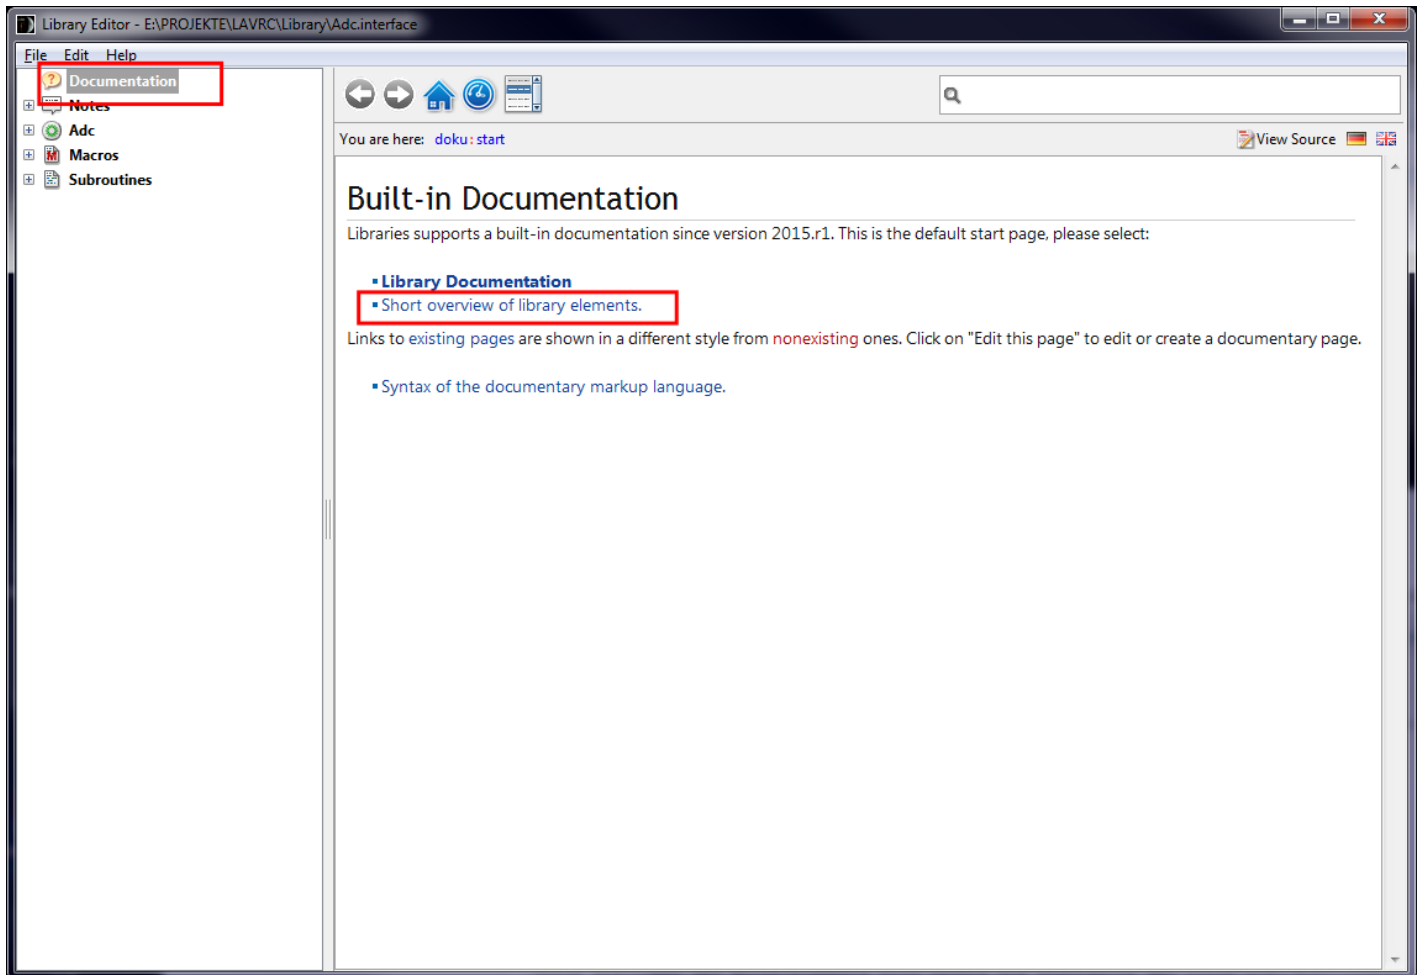 Library Editor - E:\PROJEKTE\LAVRC\Library\Adc.interface
File Edit Help
Documentation
Notes
Adc
Macros
Subroutines
You are here: doku:start
View Source
Built-in Documentation
Libraries supports a built-in documentation since version 2015.r1. This is the default start page, please select:
Library Documentation
Short overview of library elements.
Links to existing pages are shown in a different style from nonexisting ones. Click on "Edit this page" to edit or create a documentary page.
Syntax of the documentary markup language.